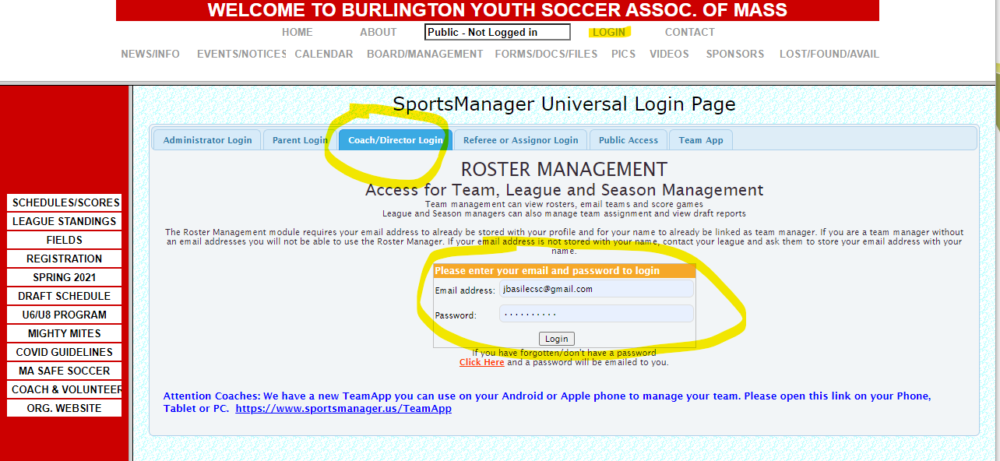 WELCOME TO BURLINGTON YOUTH SOCCER ASSOC. OF MASS
HOME ABOUT Public - Not Logged in LOGIN CONTACT
NEWS/INFO EVENTS/NOTICES CALENDAR BOARD/MANAGEMENT FORMS/DOCS/FILES PICS VIDEOS SPONSORS LOST/FOUND/AVAIL
SCHEDULES/SCORES
LEAGUE STANDINGS
FIELDS
REGISTRATION
SPRING 2021
DRAFT SCHEDULE
U6/U8 PROGRAM
MIGHTY MITES
COVID GUIDELINES
MA SAFE SOCCER
COACH & VOLUNTEER
ORG. WEBSITE
SportsManager Universal Login Page
Administrator Login Parent Login Coach/Director Login Referee or Assignor Login Public Access Team App
ROSTER MANAGEMENT
Access for Team, League and Season Management
Team management can view rosters, email teams and score games
League and Season managers can also manage team assignment and view draft reports
The Roster Management module requires your email address to already be stored with your profile and for your name to already be linked as team manager. If you are a team manager without
an email addresses you will not be able to use the Roster Manager. If your email address is not stored with your name, contact your league and ask them to store your email address with your
name.
Please enter your email and password to login
Email address: jbasilecsc@gmail.com
Password: ··········
Login
If you have forgotten/don't have a password
Click Here and a password will be emailed to you.
Attention Coaches: We have a new TeamApp you can use on your Android or Apple phone to manage your team. Please open this link on your Phone,
Tablet or PC. https://www.sportsmanager.us/TeamApp